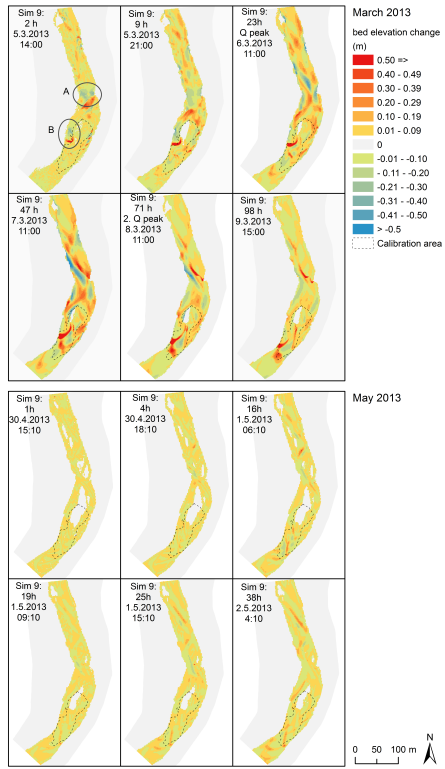 Sim 9:
2 h
5.3.2013
14:00
A
B
Sim 9:
9 h
5.3.2013
21:00
Sim 9:
23h
Q peak
6.3.2013
11:00
March 2013
bed elevation change
(m)
0.50 =>
0.40 - 0.49
0.30 - 0.39
0.20 - 0.29
0.10 - 0.19
0.01 - 0.09
0
-0.01 - -0.10
- 0.11 - -0.20
-0.21 - -0.30
-0.31 - -0.40
-0.41 - -0.50
> -0.5
Calibration area
Sim 9:
47 h
7.3.2013
11:00
Sim 9:
71 h
2. Q peak
8.3.2013
11:00
Sim 9:
98 h
9.3.2013
15:00
May 2013
Sim 9:
1h
30.4.2013
15:10
Sim 9:
4h
30.4.2013
18:10
Sim 9:
16h
1.5.2013
06:10
Sim 9:
19h
1.5.2013
09:10
Sim 9:
25h
1.5.2013
15:10
Sim 9:
38h
2.5.2013
4:10
N
0 50 100 m